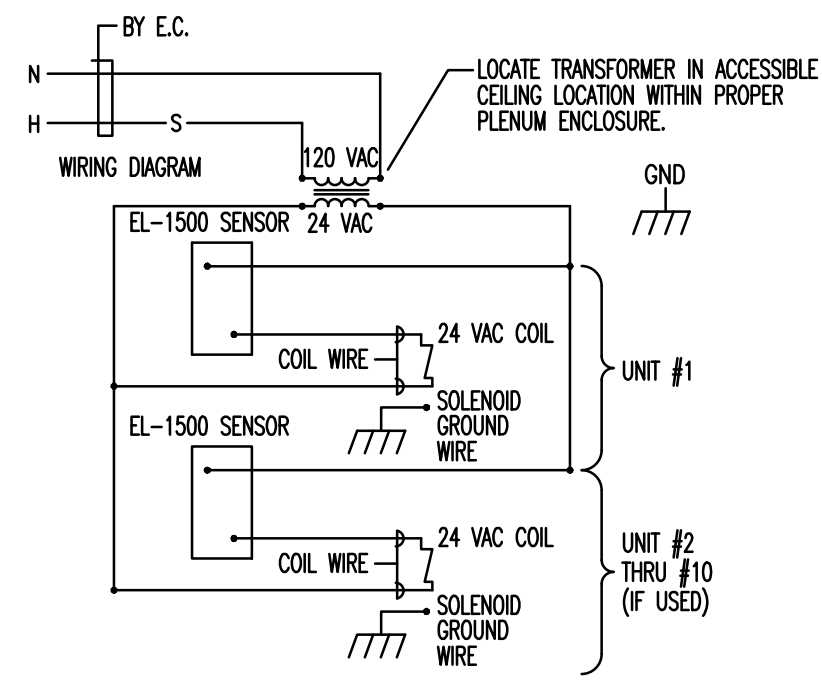 BY E.C.
N
LOCATE TRANSFORMER IN ACCESSIBLE
CEILING LOCATION WITHIN PROPER
PLENUM ENCLOSURE.
H
S
WIRING DIAGRAM
120 VAC
GND
EL-1500 SENSOR
24 VAC
24 VAC COIL
COIL WIRE
UNIT #1
SOLENOID
GROUND
WIRE
EL-1500 SENSOR
24 VAC COIL
COIL WIRE
UNIT #2
THRU #10
(IF USED)
SOLENOID
GROUND
WIRE